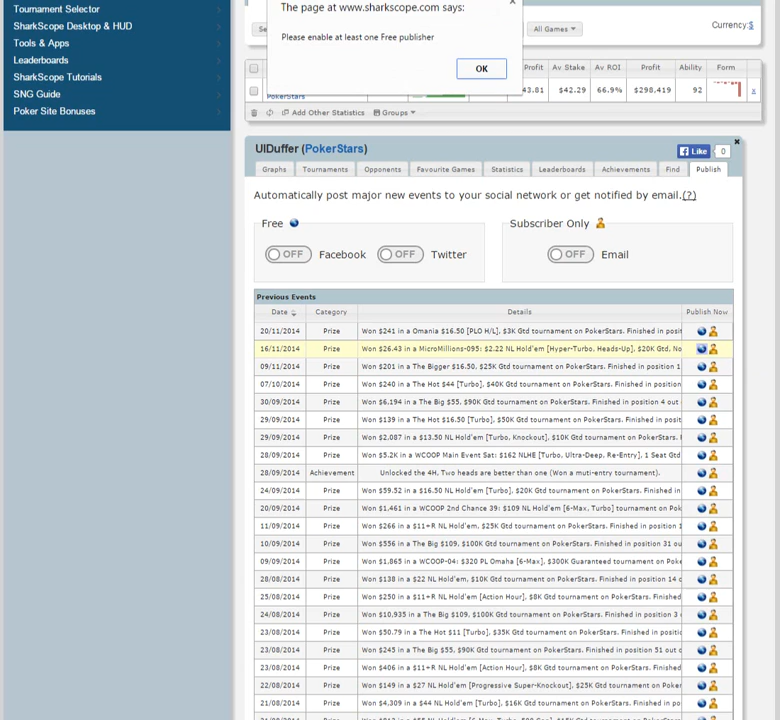 Tournament Selector
SharkScope Desktop & HUD
Tools & Apps
Leaderboards
SharkScope Tutorials
SNG Guide
Poker Site Bonuses
The page at www.sharkscope.com says:
Please enable at least one Free publisher
OK
Se
All Games
Currency:$
Profit Av Stake Av ROI Profit Ability Form
PokerStars
43.81 $42.29 66.9% $298,419 92 x
Add Other Statistics Groups
UIDuffer (PokerStars)
Like 0
Graphs Tournaments Opponents Favourite Games Statistics Leaderboards Achievements Find Publish
Automatically post major new events to your social network or get notified by email.(?)
Free
Subscriber Only
OFF Facebook OFF Twitter
OFF Email
Previous Events
Date Category Details Publish Now
20/11/2014 Prize Won $241 in a Omania $16.50 [PLO H/L], $3K Gtd tournament on PokerStars. Finished in posit
16/11/2014 Prize Won $26.43 in a MicroMillions-095: $2.22 NL Hold'em [Hyper-Turbo, Heads-Up], $20K Gtd, No
09/11/2014 Prize Won $201 in a The Bigger $16.50, $25K Gtd tournament on PokerStars. Finished in position 1
07/10/2014 Prize Won $240 in a The Hot $44 [Turbo], $40K Gtd tournament on PokerStars. Finished in position
30/09/2014 Prize Won $6,194 in a The Big $55, $90K Gtd tournament on PokerStars. Finished in position 4 out
29/09/2014 Prize Won $139 in a The Hot $16.50 [Turbo], $50K Gtd tournament on PokerStars. Finished in posit
29/09/2014 Prize Won $2,087 in a $13.50 NL Hold'em [Turbo, Knockout], $10K Gtd tournament on PokerStars.
28/09/2014 Prize Won $5.2K in a WCOOP Main Event Sat: $162 NLHE [Turbo, Ultra-Deep, Re-Entry], 1 Seat Gtd
28/09/2014 Achievement Unlocked the 4H, Two heads are better than one (Won a muti-entry tournament).
24/09/2014 Prize Won $59.52 in a $16.50 NL Hold'em [Turbo], $20K Gtd tournament on PokerStars. Finished in
20/09/2014 Prize Won $1,461 in a WCOOP 2nd Chance 39: $109 NL Hold'em [6-Max, Turbo] tournament on Pok
11/09/2014 Prize Won $266 in a $11+R NL Hold'em, $25K Gtd tournament on PokerStars. Finished in position 1
10/09/2014 Prize Won $556 in a The Big $109, $100K Gtd tournament on PokerStars. Finished in position 31 ou
09/09/2014 Prize Won $1,865 in a WCOOP-04: $320 PL Omaha [6-Max], $300K Guaranteed tournament on Poke
28/08/2014 Prize Won $138 in a $22 NL Hold'em, $10K Gtd tournament on PokerStars. Finished in position 14 o
25/08/2014 Prize Won $250 in a $11+R NL Hold'em [Action Hour], $8K Gtd tournament on PokerStars. Finished
24/08/2014 Prize Won $10,935 in a The Big $109, $100K Gtd tournament on PokerStars. Finished in position 3
23/08/2014 Prize Won $50.79 in a The Hot $11 [Turbo], $35K Gtd tournament on PokerStars. Finished in positic
23/08/2014 Prize Won $245 in a The Big $55, $90K Gtd tournament on PokerStars. Finished in position 51 out o
23/08/2014 Prize Won $406 in a $11+R NL Hold'em [Action Hour], $8K Gtd tournament on PokerStars. Finished
22/08/2014 Prize Won $149 in a $27 NL Hold'em [Progressive Super-Knockout], $25K Gtd tournament on Poker
21/08/2014 Prize Won $4,309 in a $44 NL Hold'em [Turbo], $16K Gtd tournament on PokerStars. Finished in po